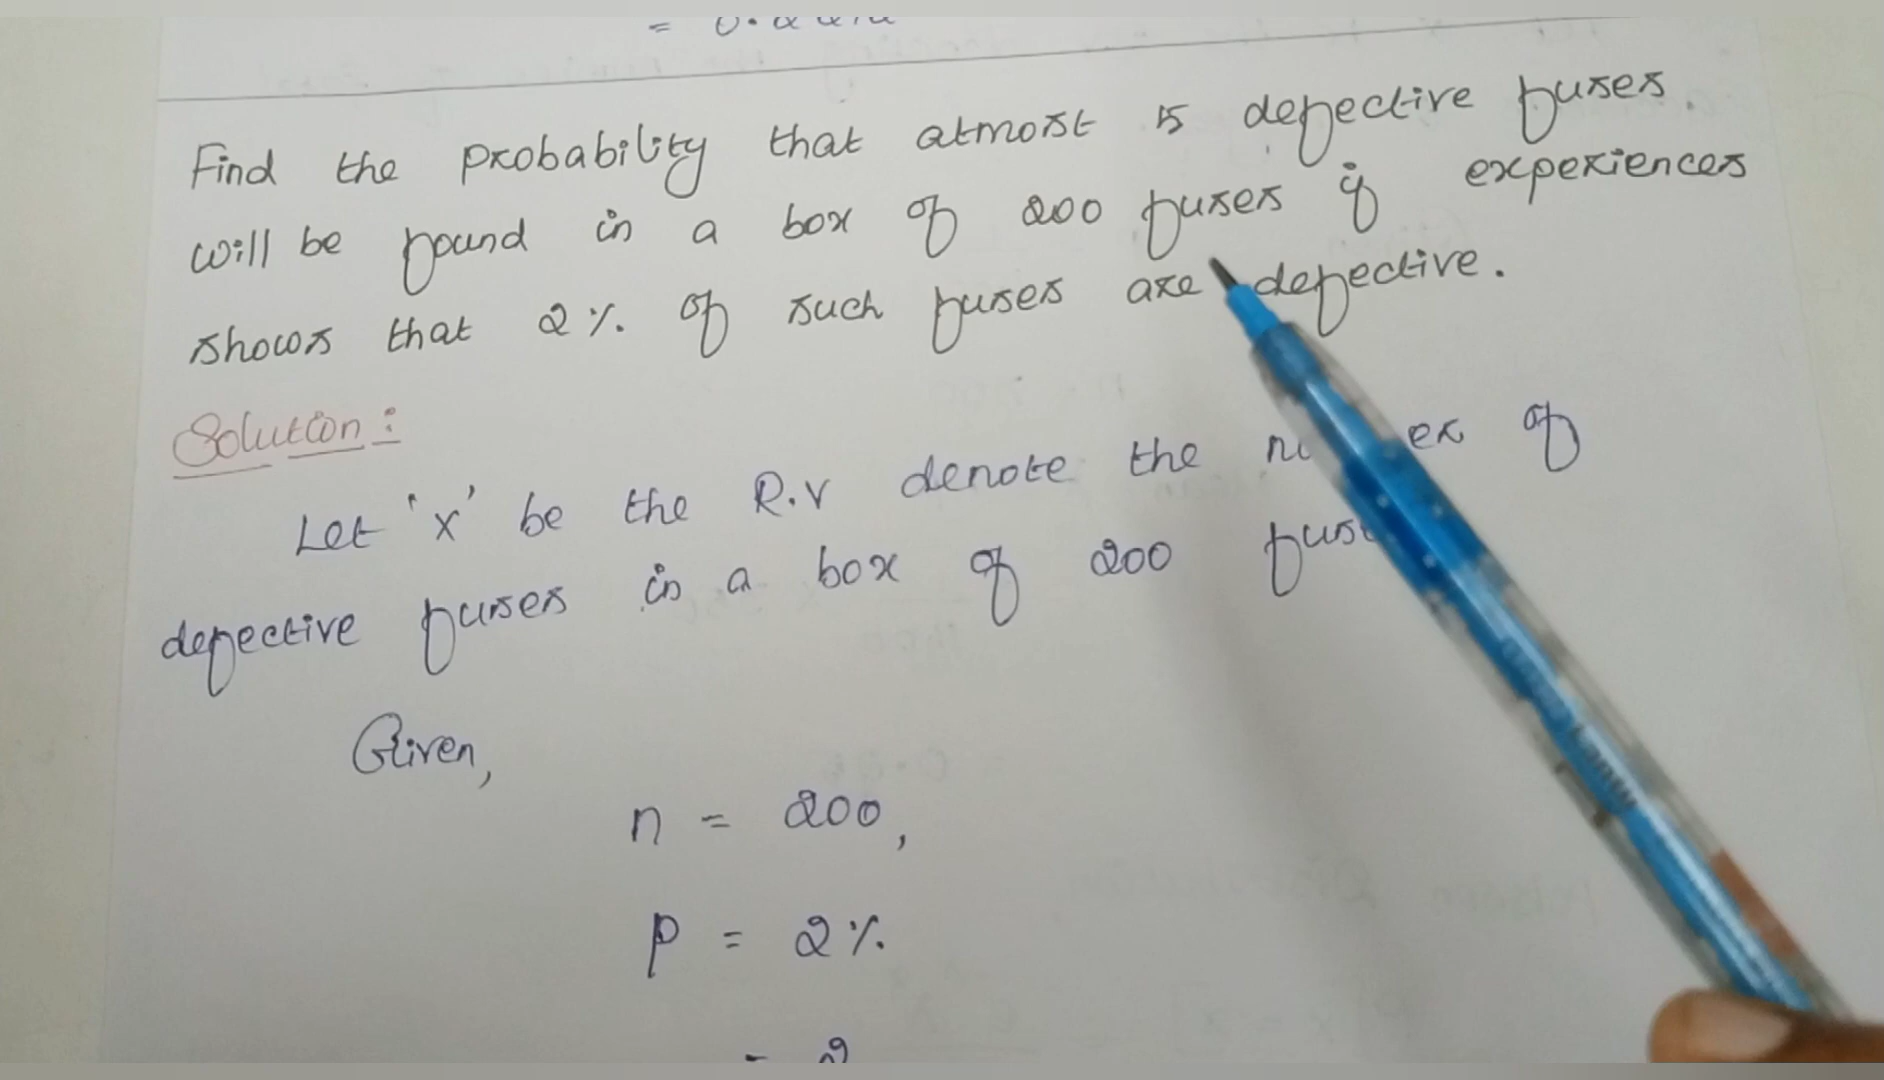 Find the probability that atmost 5 defective fuses
will be found in a box of 200 fuses if experiences
shows that 2 %. of such fuses are defective.
Solution:
Let 'x' be the R.V denote the of
defective fuses in a box of 200
Given,
n = 200,
P = 2 %.